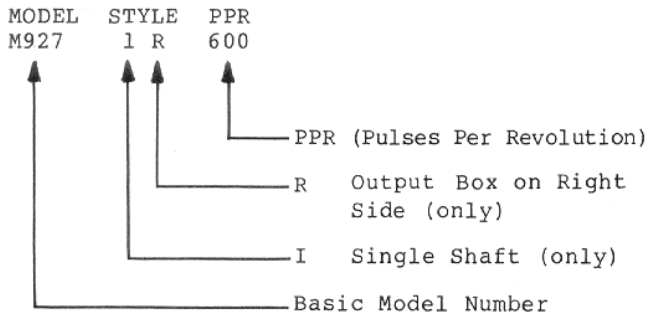 MODEL STYLE PPR
M927 1 R 600
PPR (Pulses Per Revolution)
R Output Box on Right
Side (only)
I Single Shaft (only)
Basic Model Number